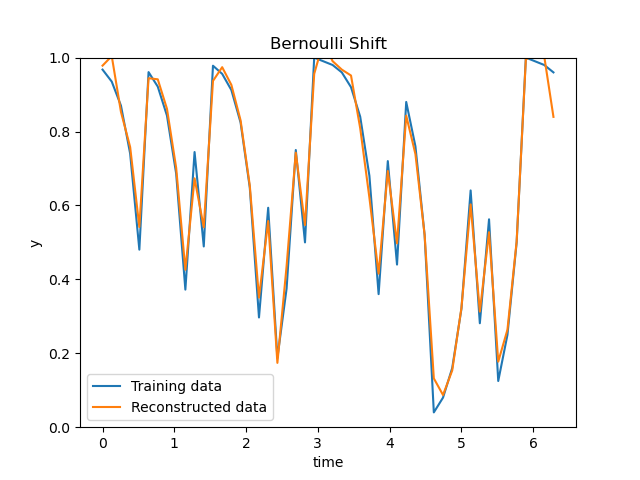 Bernoulli Shift
1.0
0.8
0.6
0.4
0.2
0.0
y
Training data
Reconstructed data
0 1 2 3 4 5 6
time